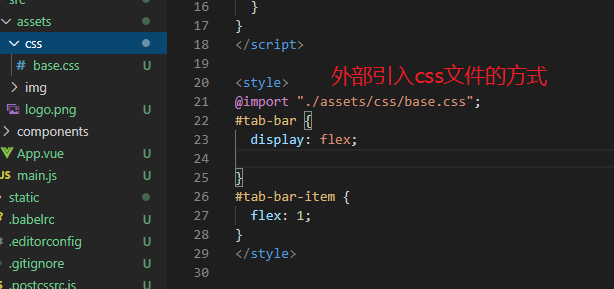 src
assets
css
base.css U
img
logo.png U
components
App.vue U
main.js U
static
.babelrc U
.editorconfig U
.gitignore U
.postcssrc.js U
16 }
17 }
18 </script>
19
20 <style>
外部引入css文件的方式
21 @import "./assets/css/base.css";
22 #tab-bar {
23 display: flex;
24
25 }
26 #tab-bar-item {
27 flex: 1;
28 }
29 </style>
30